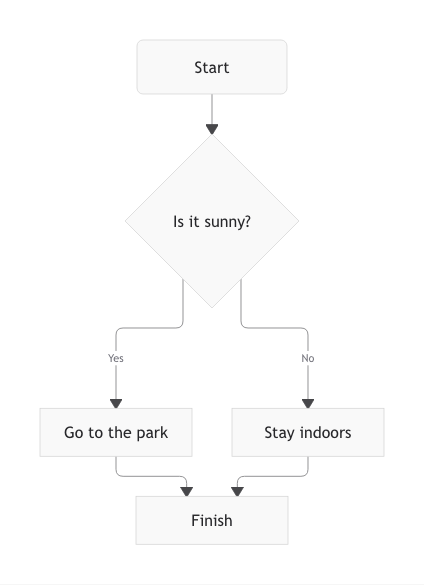 Start
Is it sunny?
Yes
No
Go to the park
Stay indoors
Finish